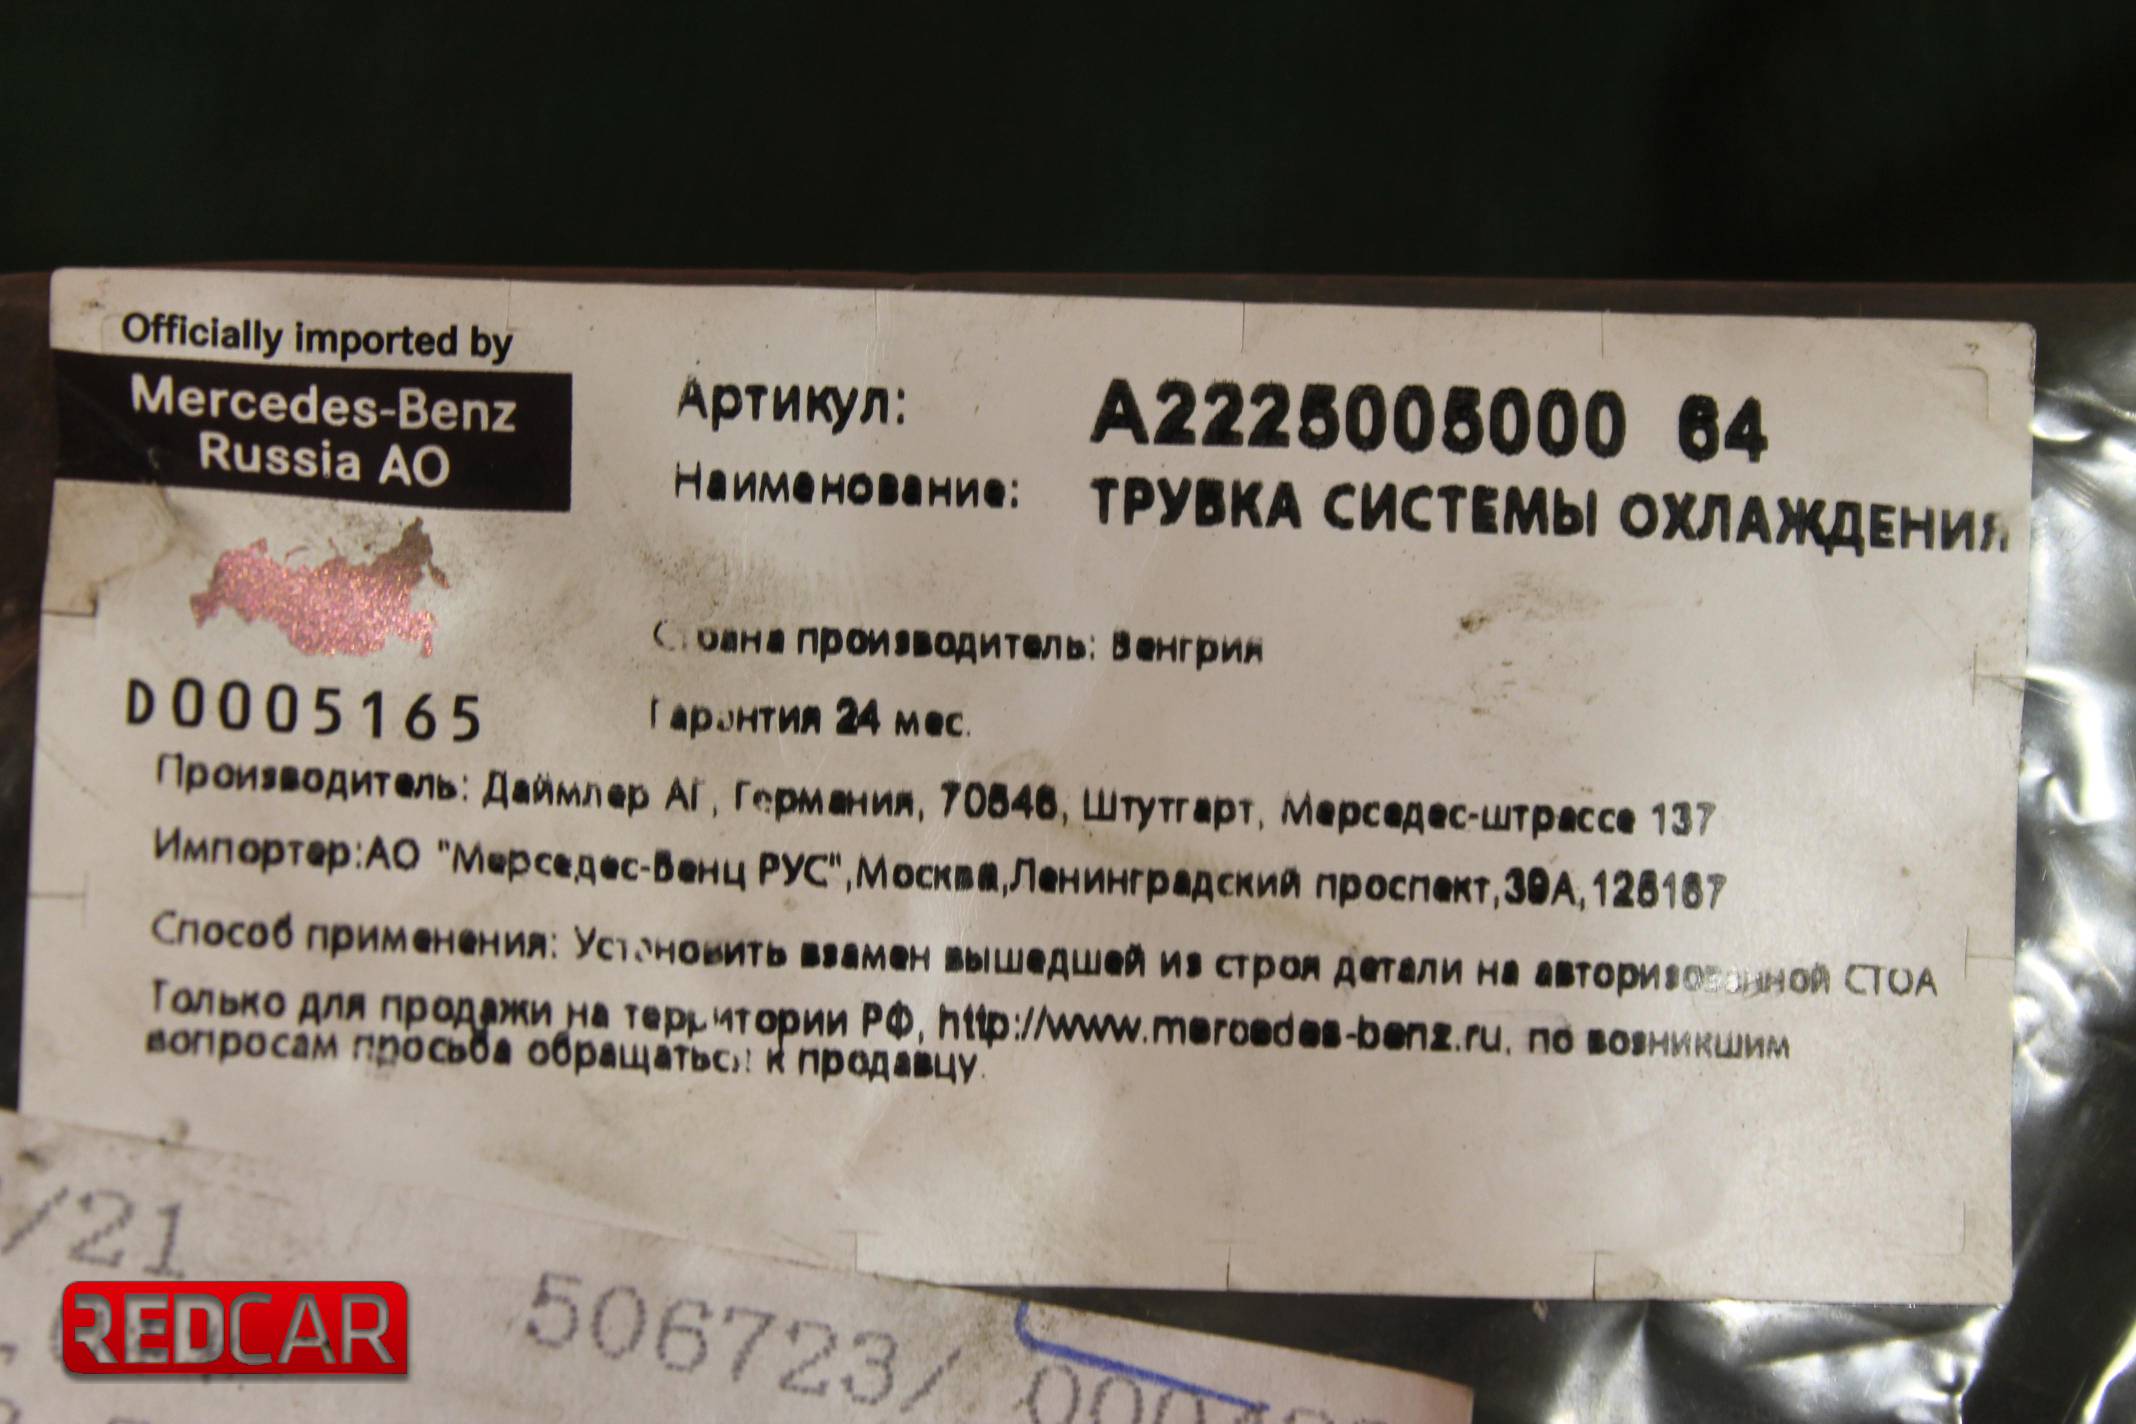 Officially imported by
Mercedes-Benz
Russia AO
Артикул: A2225005000 64
Наименование: ТРУБКА СИСТЕМЫ ОХЛАЖДЕНИЯ
Страна производитель: Венгрия
D0005165
Гарантия 24 мес.
Производитель: Даймлер АГ, Германия, 70546, Штутгарт, Мерседес-штрассе 137
Импортер:АО "Мерседес-Бенц РУС",Москва,Ленинградский проспект,39А,125167
Способ применения: Установить взамен вышедшей из строя детали на авторизованной СТОА
Только для продажи на территории РФ, http://www.mercedes-benz.ru, по возникшим
вопросам просьба обращаться к продавцу.
/21
506723/
REDCAR